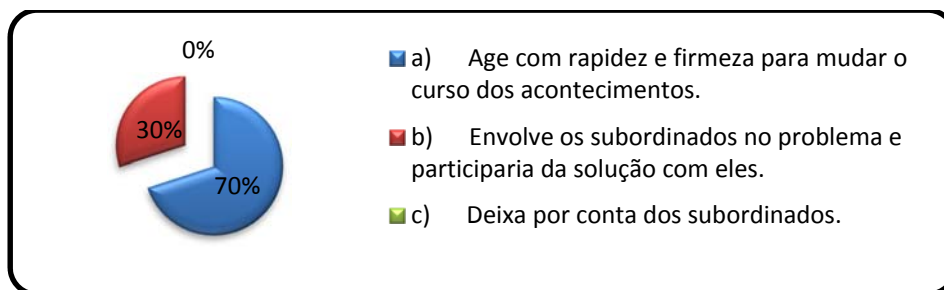 0%
30%
70%
a) Age com rapidez e firmeza para mudar o
curso dos acontecimentos.
b) Envolve os subordinados no problema e
participaria da solução com eles.
c) Deixa por conta dos subordinados.